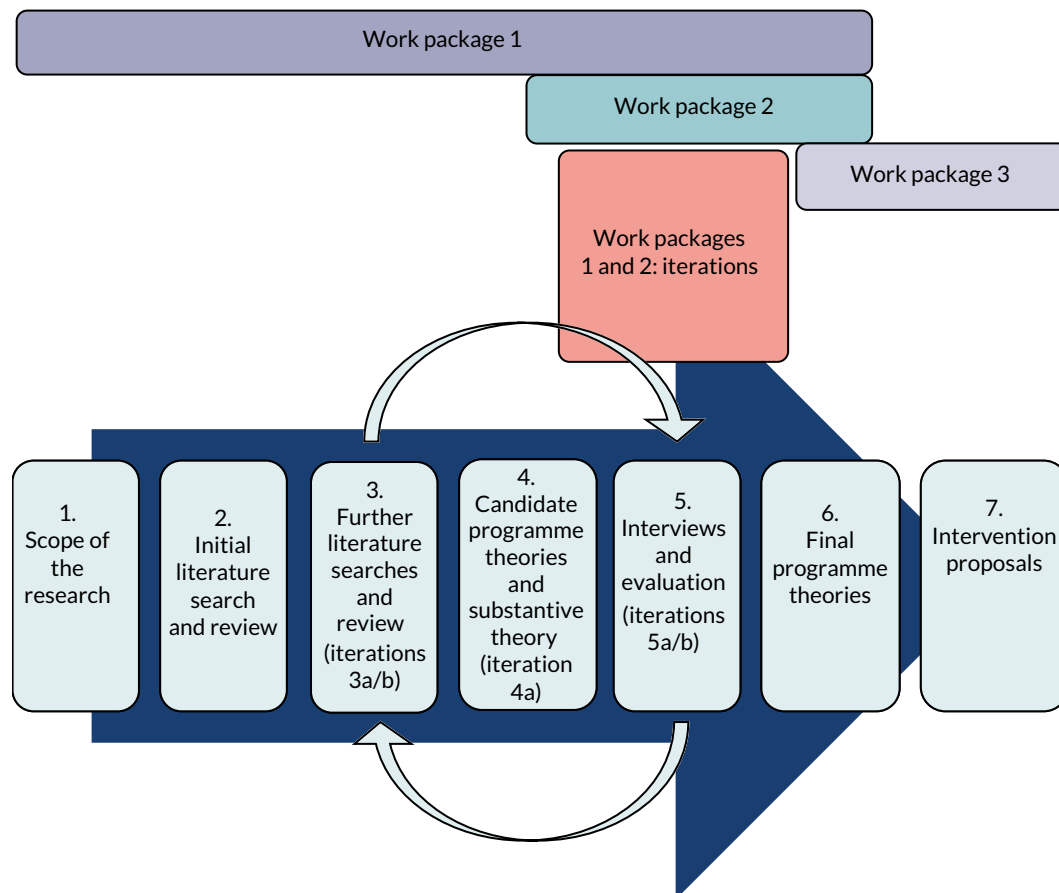 Work package 1
Work package 2
Work package 3
Work packages
1 and 2: iterations
1.
Scope of
the
research
2.
Initial
literature
search
and review
3.
Further
literature
searches
and
review
(iterations
3a/b)
4.
Candidate
programme
theories
and
substantive
theory
(iteration
4a)
5.
Interviews
and
evaluation
(iterations
5a/b)
6.
Final
programme
theories
7.
Intervention
proposals